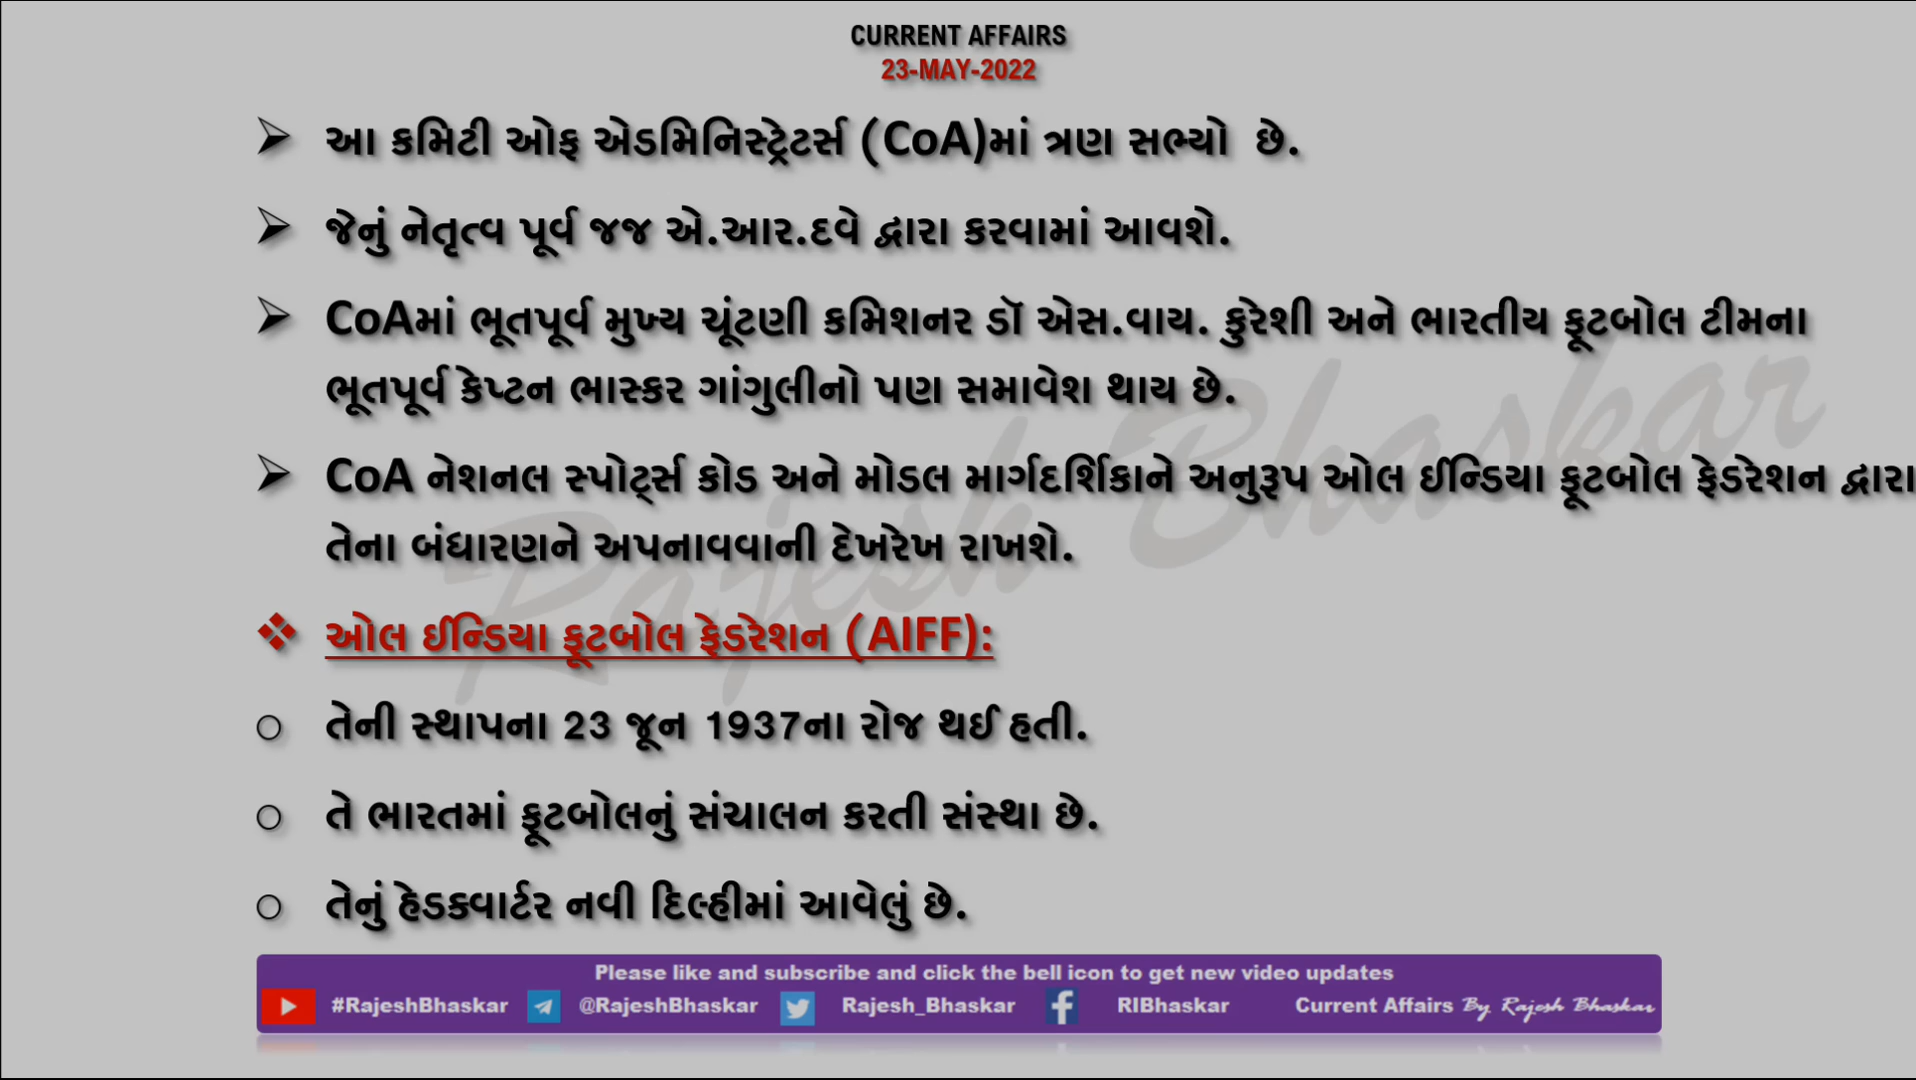 CURRENT AFFAIRS
23-MAY-2022
આ કમિટી ઓફ એડમિનિસ્ટ્રેટર્સ (CoA)માં ત્રણ સભ્યો છે.
જેનું નેતૃત્વ પૂર્વ જજ એ.આર.દવે દ્વારા કરવામાં આવશે.
CoAમાં ભૂતપૂર્વ મુખ્ય ચૂંટણી કમિશનર ડૉ એસ.વાય. કુરેશી અને ભારતીય ફૂટબોલ ટીમના
ભૂતપૂર્વ કેપ્ટન ભાસ્કર ગાંગુલીનો પણ સમાવેશ થાય છે.
CoA નેશનલ સ્પોર્ટ્સ કોડ અને મોડલ માર્ગદર્શિકાને અનુરૂપ ઓલ ઈન્ડિયા ફૂટબોલ ફેડરેશન દ્વારા
તેના બંધારણને અપનાવવાની દેખરેખ રાખશે.
ઓલ ઈન્ડિયા ફૂટબોલ ફેડરેશન (AIFF):
તેની સ્થાપના 23 જૂન 1937ના રોજ થઈ હતી.
તે ભારતમાં ફૂટબોલનું સંચાલન કરતી સંસ્થા છે.
તેનું હેડક્વાર્ટર નવી દિલ્હીમાં આવેલું છે.
Rajesh Bhaskar
Please like and subscribe and click the bell icon to get new video updates
#RajeshBhaskar @RajeshBhaskar Rajesh_Bhaskar RIBhaskar Current Affairs By Rajesh Bhaskar